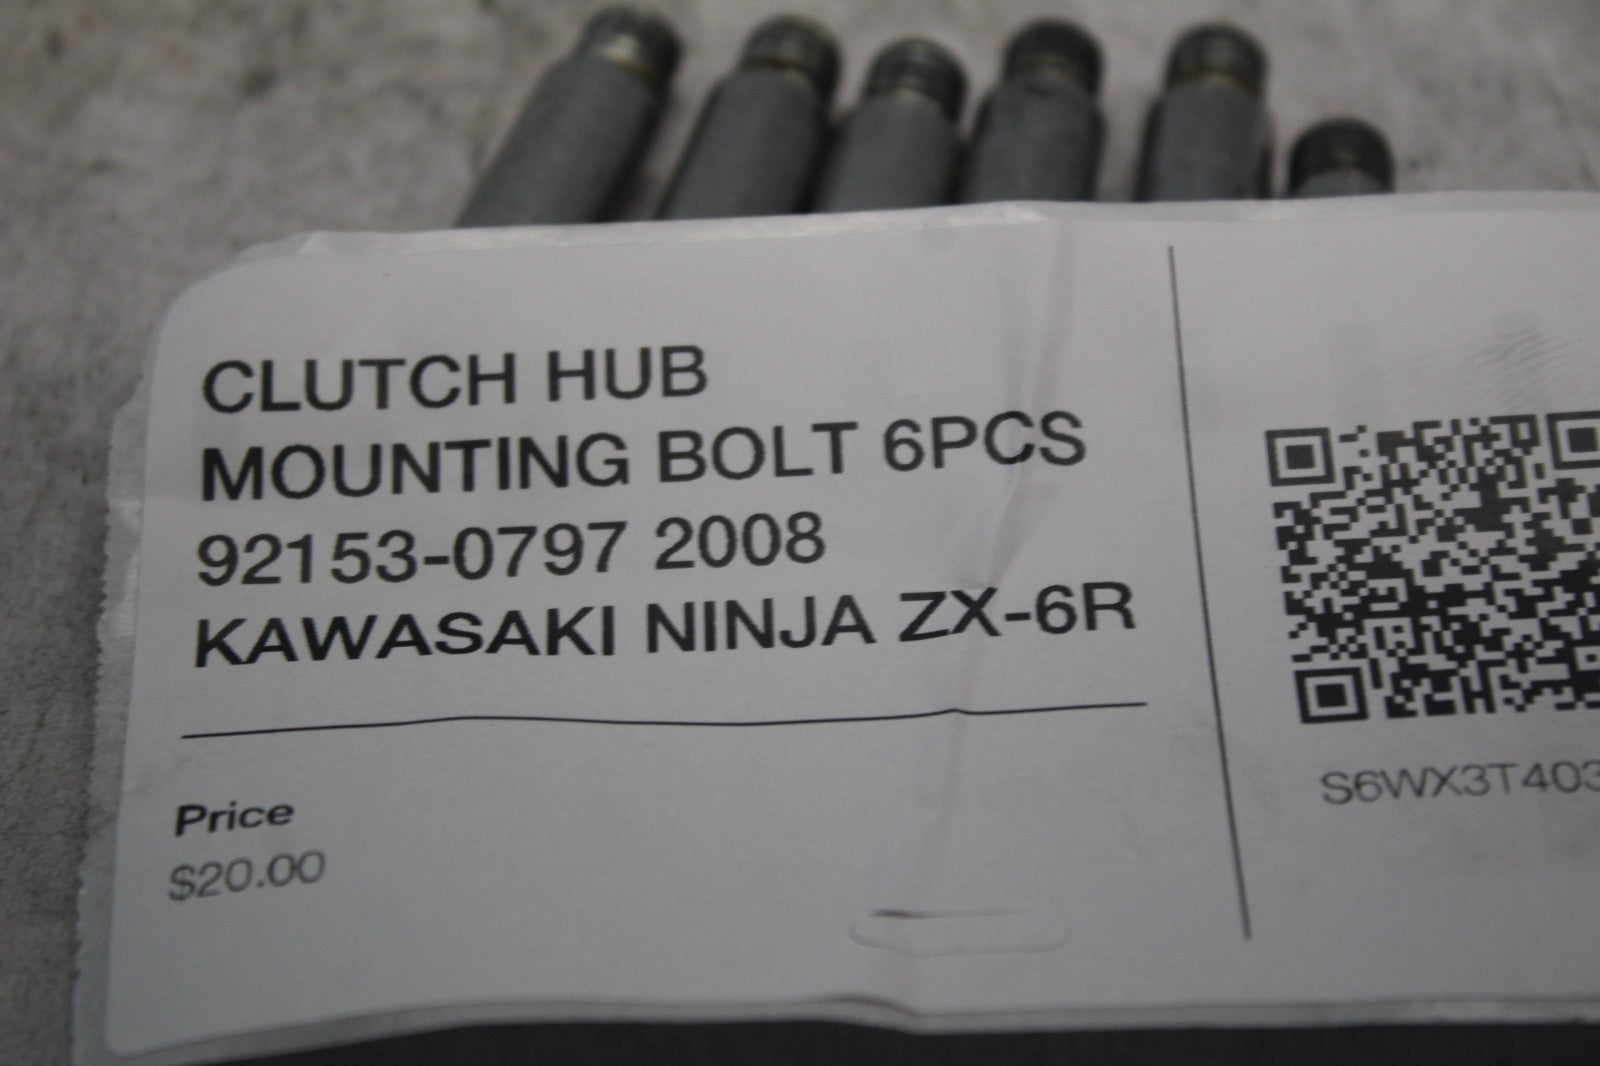 CLUTCH HUB
MOUNTING BOLT 6PCS
92153-0797 2008
KAWASAKI NINJA ZX-6R
Price
$20.00
S6WX3T403